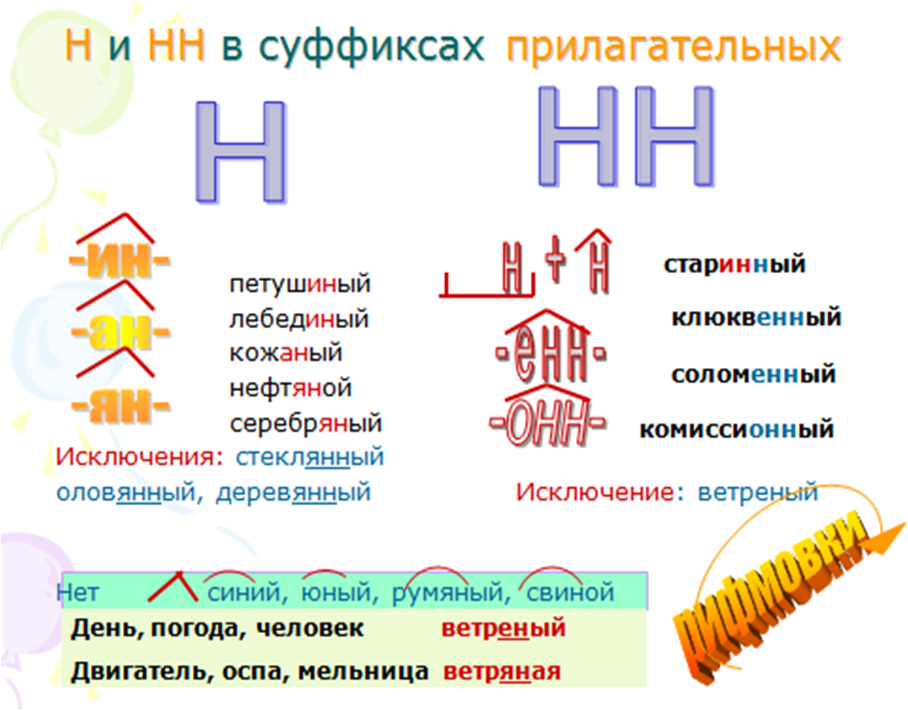 Н и НН в суффиксах прилагательных
Н
НН
-ин-
-ан-
-ян-
петушиный
лебединый
кожаный
нефтяной
серебряный
Исключения: стеклянный
оловянный, деревянный
Н + Н
старинный
-енн-
клюквенный
соломенный
-ОНН-
комиссионный
Исключение: ветреный
рифмовки
Нет синий, юный, румяный, свиной
День, погода, человек ветреный
Двигатель, оспа, мельница ветряная